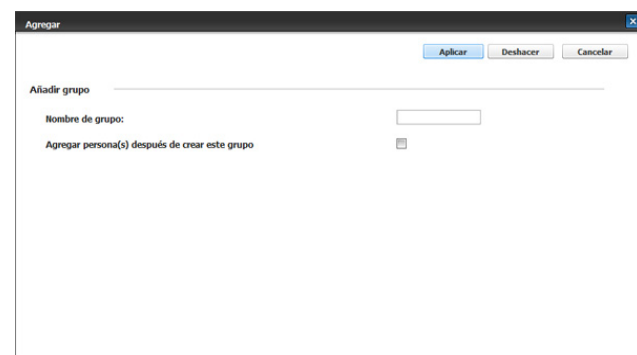 Agregar
Aplicar Deshacer Cancelar
Añadir grupo
Nombre de grupo:
Agregar persona(s) después de crear este grupo